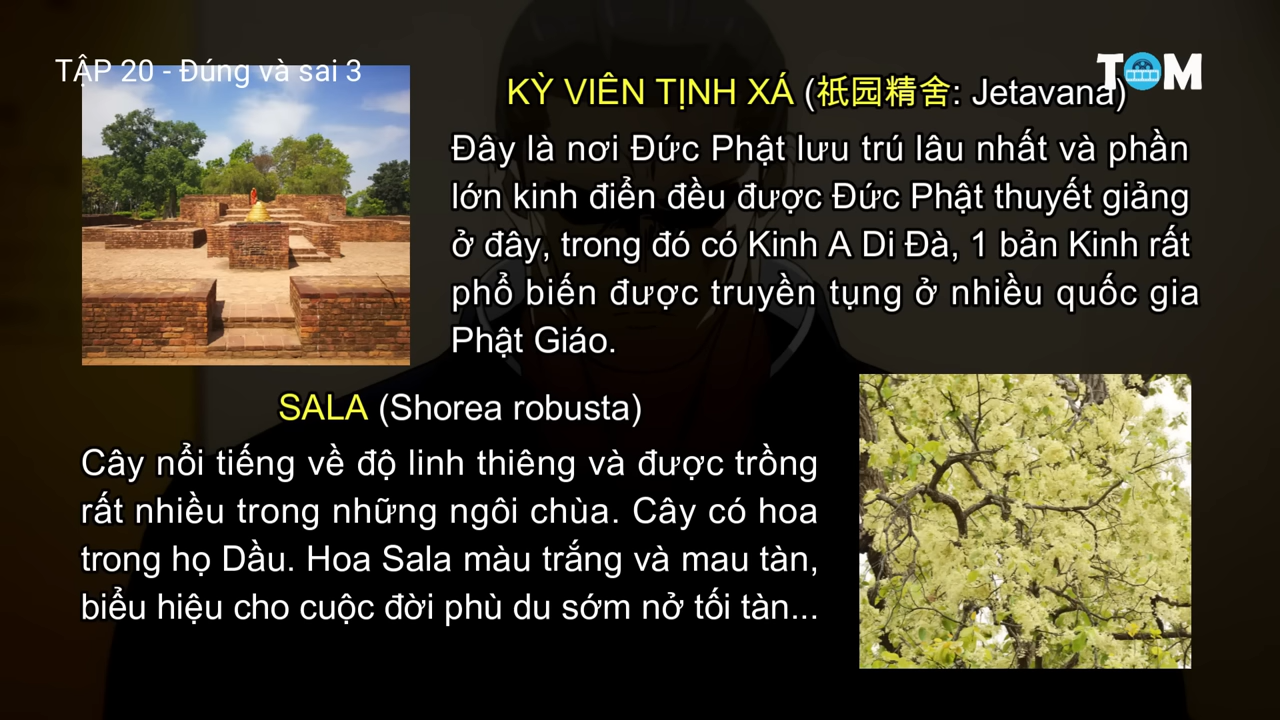 TẬP 20 - Đúng và sai 3
TOM
KỲ VIÊN TỊNH XÁ (祇园精舍: Jetavana)
Đây là nơi Đức Phật lưu trú lâu nhất và phần
lớn kinh điển đều được Đức Phật thuyết giảng
ở đây, trong đó có Kinh A Di Đà, 1 bản Kinh rất
phổ biến được truyền tụng ở nhiều quốc gia
Phật Giáo.
SALA (Shorea robusta)
Cây nổi tiếng về độ linh thiêng và được trồng
rất nhiều trong những ngôi chùa. Cây có hoa
trong họ Dầu. Hoa Sala màu trắng và mau tàn,
biểu hiệu cho cuộc đời phù du sớm nở tối tàn...